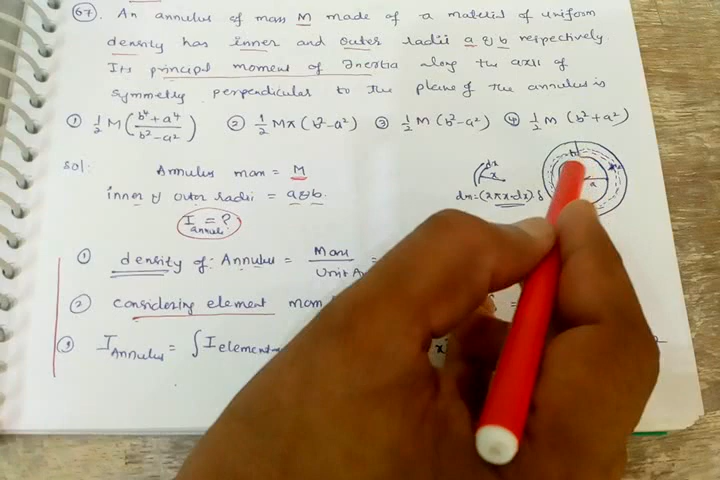 67. An annulus of mass M made of a material of uniform
density has inner and outer radii a & b respectively.
Its principal moment of Inertia along the axis of
symmetry perpendicular to the plane of the annulus is
① 1/2 M (b⁴ + a⁴ / b² - a²) ② 1/2 Mπ (b² - a²) ③ 1/2 M (b² - a²) ④ 1/2 M (b² + a²)
Sol: Annulus mass = M
inner & outer radii = a & b.
I annulus = ?
dx
x
dm = (2πx·dx) δ
b
a
① density of Annulus = Mass / Unit A
② considering element mass
③ I Annulus = ∫ I element